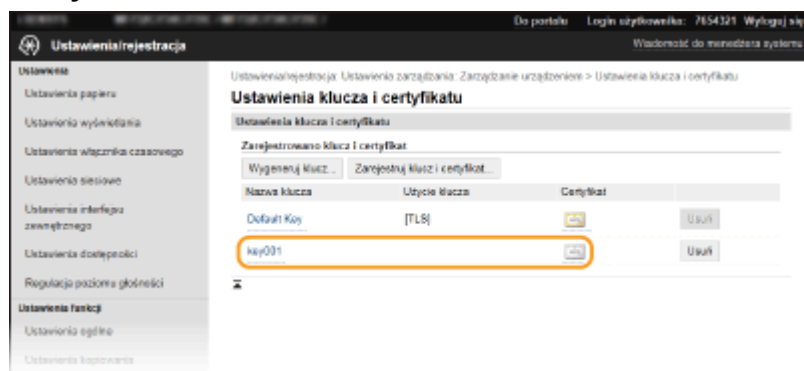 Do portalu Login użytkownika: 7654321 Wyloguj się
Ustawienia/rejestracja
Wiadomość do menedżera systemu
Ustawienia
Ustawienia papieru
Ustawienia wyświetlania
Ustawienia włącznika czasowego
Ustawienia sieciowe
Ustawienia interfejsu
zewnętrznego
Ustawienia dostępności
Regulacja poziomu głośności
Ustawienia funkcji
Ustawienia ogólne
Ustawienia kopiowania
Ustawienia/rejestracja: Ustawienia zarządzania: Zarządzanie urządzeniem > Ustawienia klucza i certyfikatu
Ustawienia klucza i certyfikatu
Ustawienia klucza i certyfikatu
Zarejestrowano klucz i certyfikat
Wygeneruj klucz... Zarejestruj klucz i certyfikat...
Nazwa klucza Użycie klucza Certyfikat
Default Key [TLS] Usuń
key001 Usuń